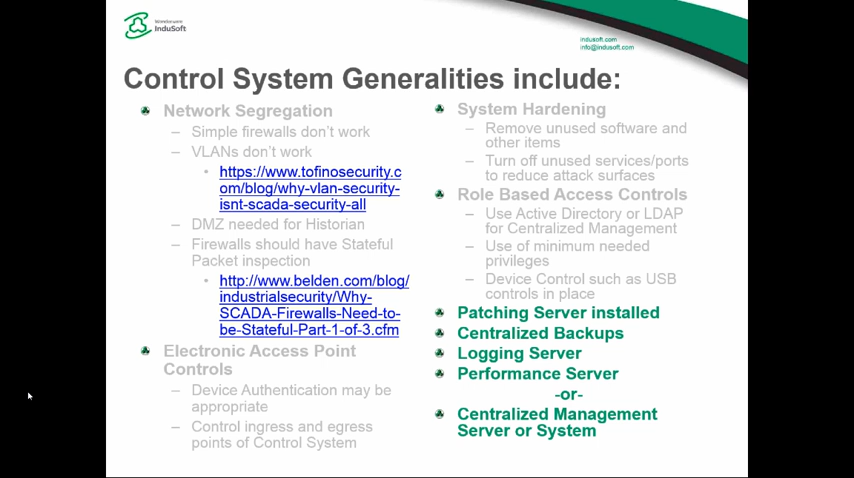 Wonderware
InduSoft
indusoft.com
info@indusoft.com
Control System Generalities include:
Network Segregation
– Simple firewalls don't work
– VLANs don't work
• https://www.tofinosecurity.c
om/blog/why-vlan-security-
isnt-scada-security-all
– DMZ needed for Historian
– Firewalls should have Stateful
Packet inspection
• http://www.belden.com/blog/
industrialsecurity/Why-
SCADA-Firewalls-Need-to-
be-Stateful-Part-1-of-3.cfm
Electronic Access Point
Controls
– Device Authentication may be
appropriate
– Control ingress and egress
points of Control System
System Hardening
– Remove unused software and
other items
– Turn off unused services/ports
to reduce attack surfaces
Role Based Access Controls
– Use Active Directory or LDAP
for Centralized Management
– Use of minimum needed
privileges
– Device Control such as USB
controls in place
Patching Server installed
Centralized Backups
Logging Server
Performance Server
-or-
Centralized Management
Server or System